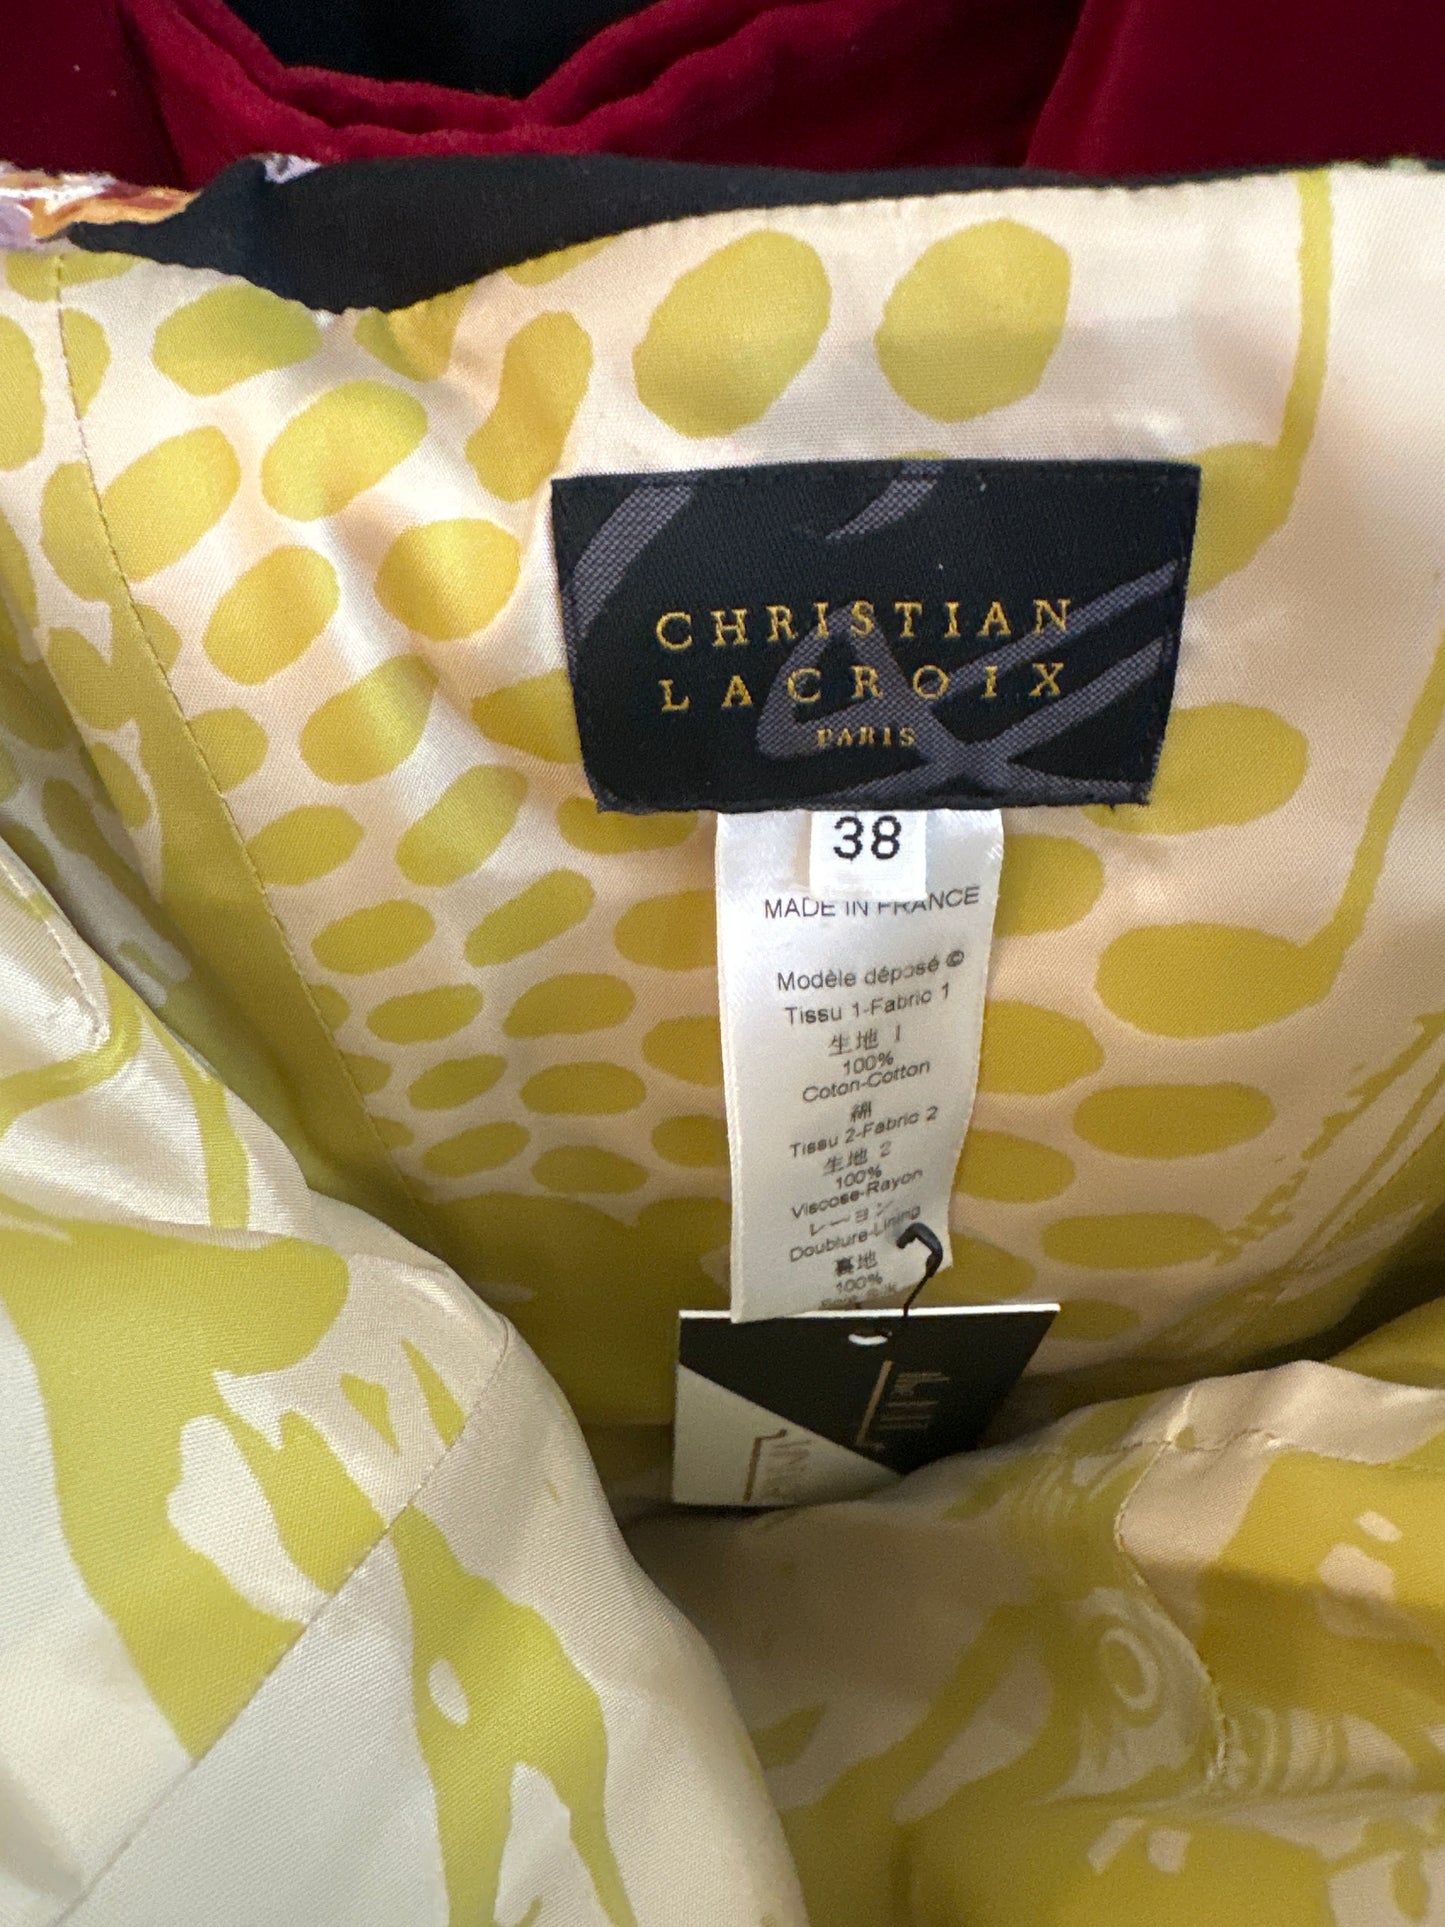 CHRISTIAN
LACROIX
PARIS
38
MADE IN FRANCE
Modèle déposé ©
Tissu 1-Fabric 1
生地 1
100%
Coton-Cotton
綿
Tissu 2-Fabric 2
生地 2
100%
Viscose-Rayon
レーヨン
Doublure-Lining
裏地
100%